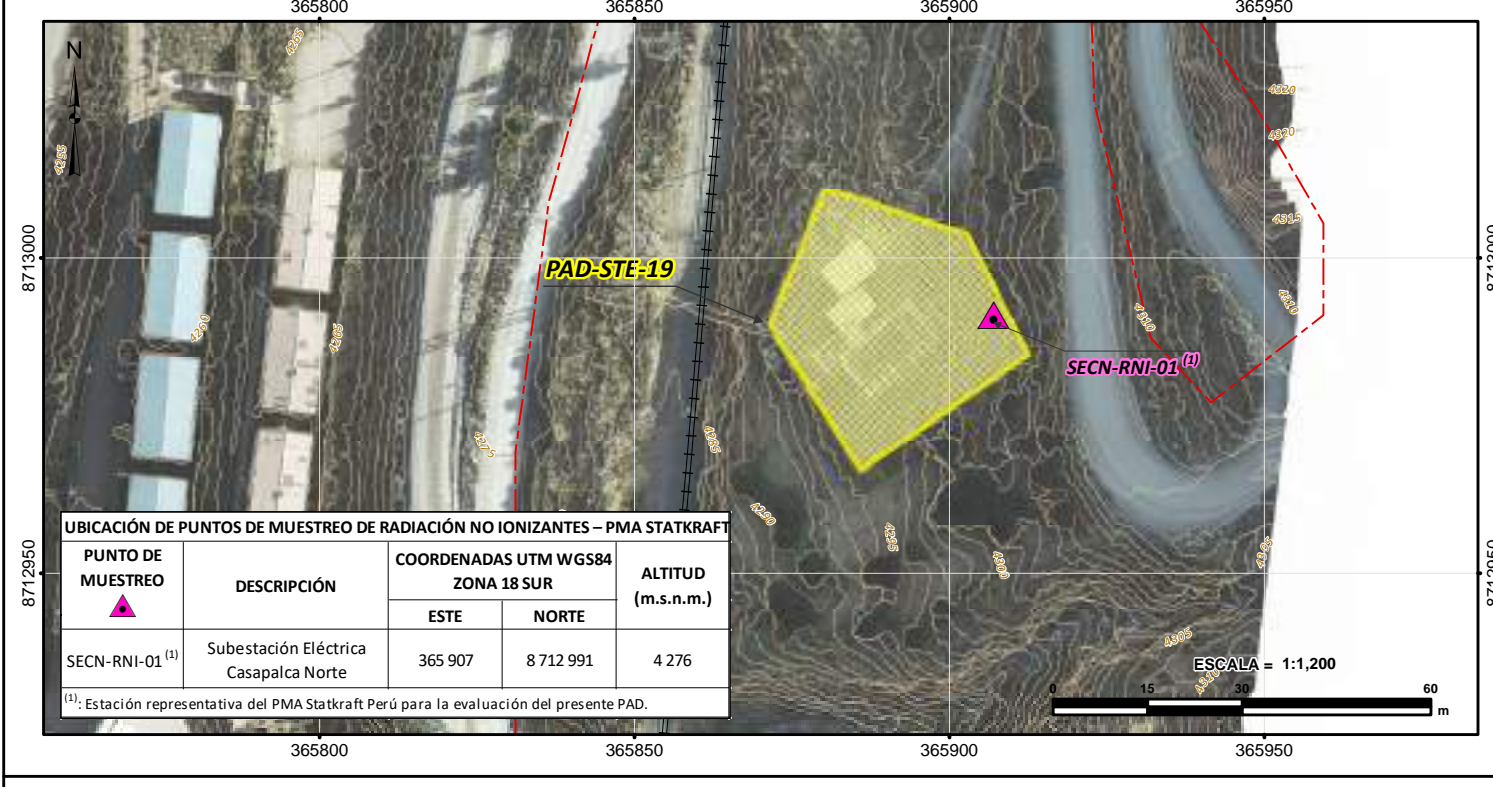 365800 365850 365900 365950
N
4265
4320
4320
4255
4315
8713000
8713000
PAD-STE-19
4310
4310
4260
4265
SECN-RNI-01 (1)
4275
4285
4290
4295
4300
4305
8712950
8712950
4305
UBICACIÓN DE PUNTOS DE MUESTREO DE RADIACIÓN NO IONIZANTES – PMA STATKRAFT
PUNTO DE MUESTREO
DESCRIPCIÓN
COORDENADAS UTM WGS84
ZONA 18 SUR
ALTITUD
(m.s.n.m.)
ESTE NORTE
SECN-RNI-01 (1)
Subestación Eléctrica
Casapalca Norte
365 907
8 712 991
4 276
(1): Estación representativa del PMA Statkraft Perú para la evaluación del presente PAD.
ESCALA = 1:1,200
0 15 30 60
m
365800 365850 365900 365950